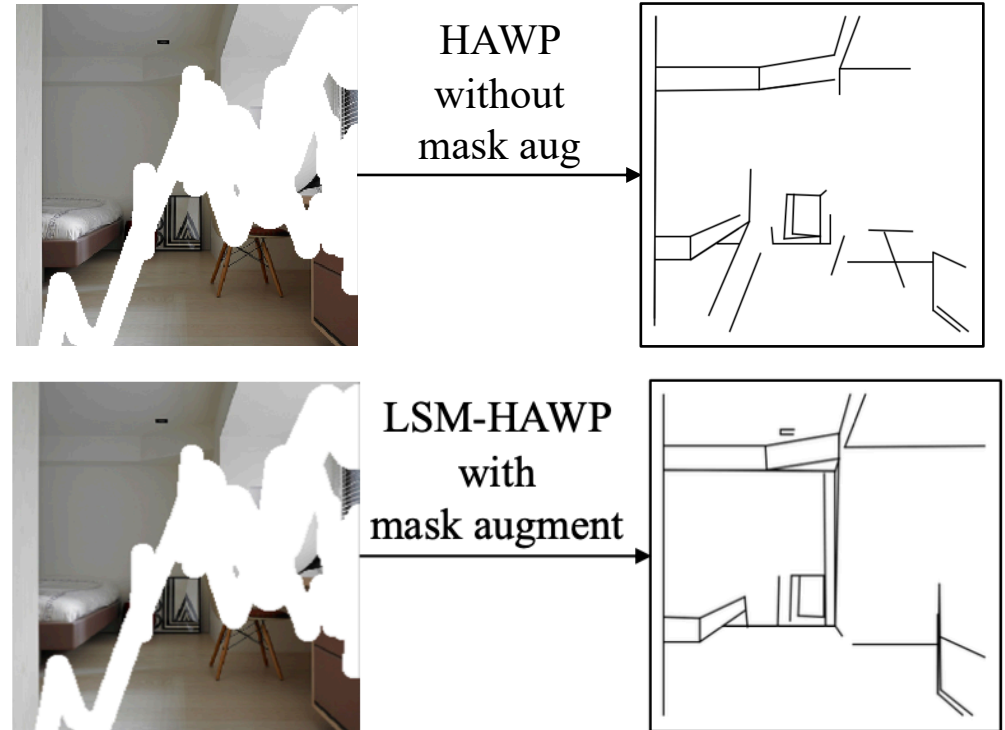 HAWP
without
mask aug
LSM-HAWP
with
mask augment